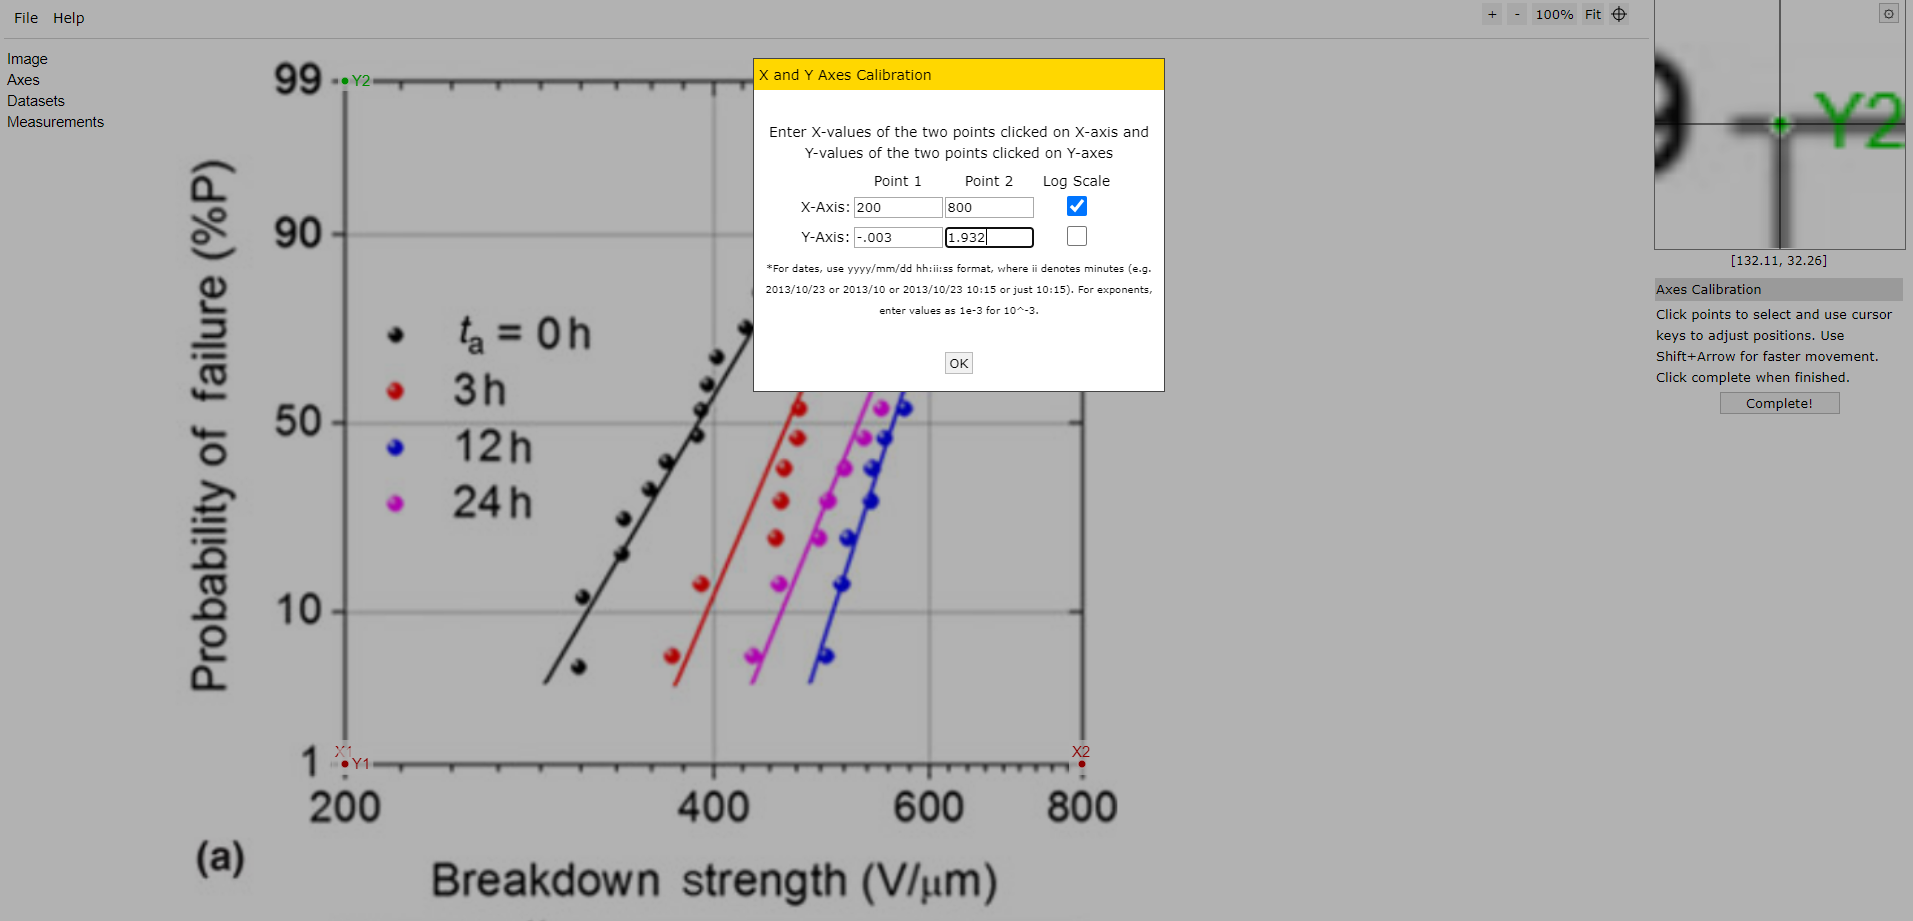 File Help
+ - 100% Fit
Image
Axes
Datasets
Measurements
99
Y2
90
50
10
1
X1
Y1
X2
200 400 600 800
Probability of failure (%P)
tₐ = 0 h
3 h
12 h
24 h
(a)
Breakdown strength (V/μm)
X and Y Axes Calibration
Enter X-values of the two points clicked on X-axis and
Y-values of the two points clicked on Y-axes
Point 1 Point 2 Log Scale
X-Axis: 200 800
Y-Axis: -.003 1.932
*For dates, use yyyy/mm/dd hh:ii:ss format, where ii denotes minutes (e.g.
2013/10/23 or 2013/10 or 2013/10/23 10:15 or just 10:15). For exponents,
enter values as 1e-3 for 10^-3.
OK
Y2
[132.11, 32.26]
Axes Calibration
Click points to select and use cursor
keys to adjust positions. Use
Shift+Arrow for faster movement.
Click complete when finished.
Complete!